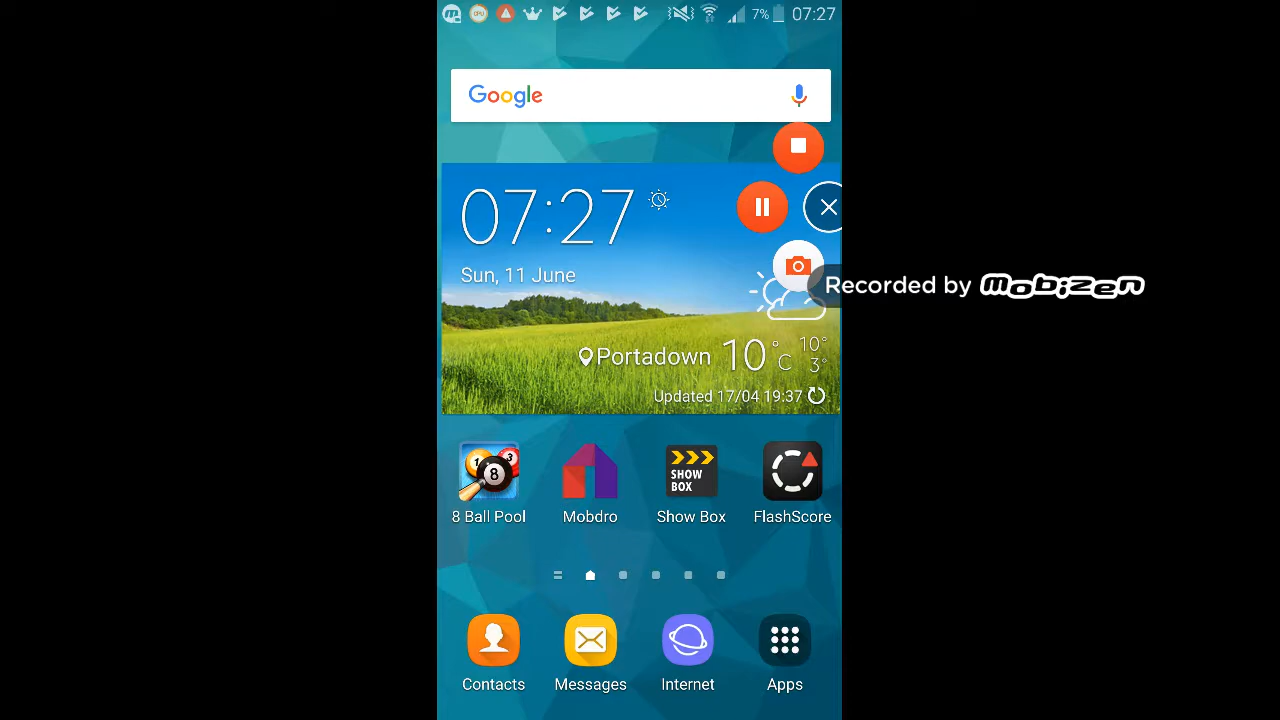 7% 07:27
Google
07:27
Sun, 11 June
Recorded by mobizen
Portadown 10°C 10° 3°
Updated 17/04 19:37
SHOW BOX
8 Ball Pool Mobdro Show Box FlashScore
Contacts Messages Internet Apps